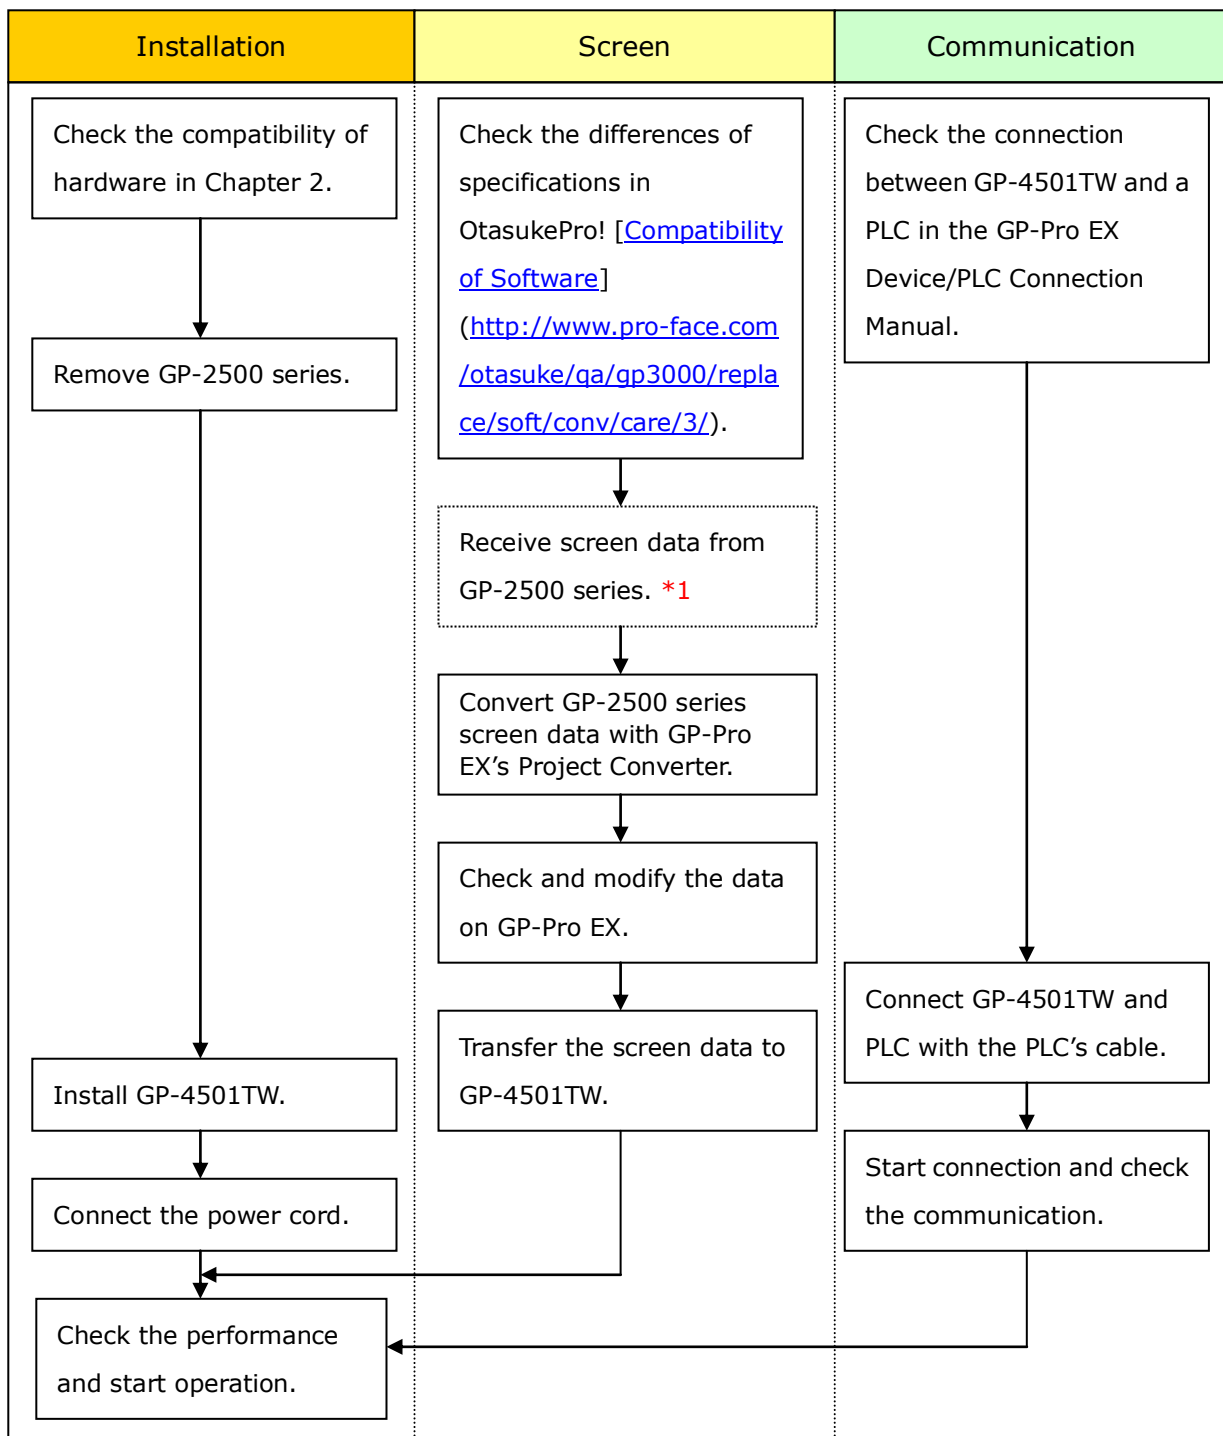 Installation
Screen
Communication
Check the compatibility of
hardware in Chapter 2.
Remove GP-2500 series.
Install GP-4501TW.
Connect the power cord.
Check the performance
and start operation.
Check the differences of
specifications in
OtasukePro! [Compatibility
of Software]
(http://www.pro-face.com
/otasuke/qa/gp3000/repla
ce/soft/conv/care/3/).
Receive screen data from
GP-2500 series. *1
Convert GP-2500 series
screen data with GP-Pro
EX’s Project Converter.
Check and modify the data
on GP-Pro EX.
Transfer the screen data to
GP-4501TW.
Check the connection
between GP-4501TW and a
PLC in the GP-Pro EX
Device/PLC Connection
Manual.
Connect GP-4501TW and
PLC with the PLC’s cable.
Start connection and check
the communication.